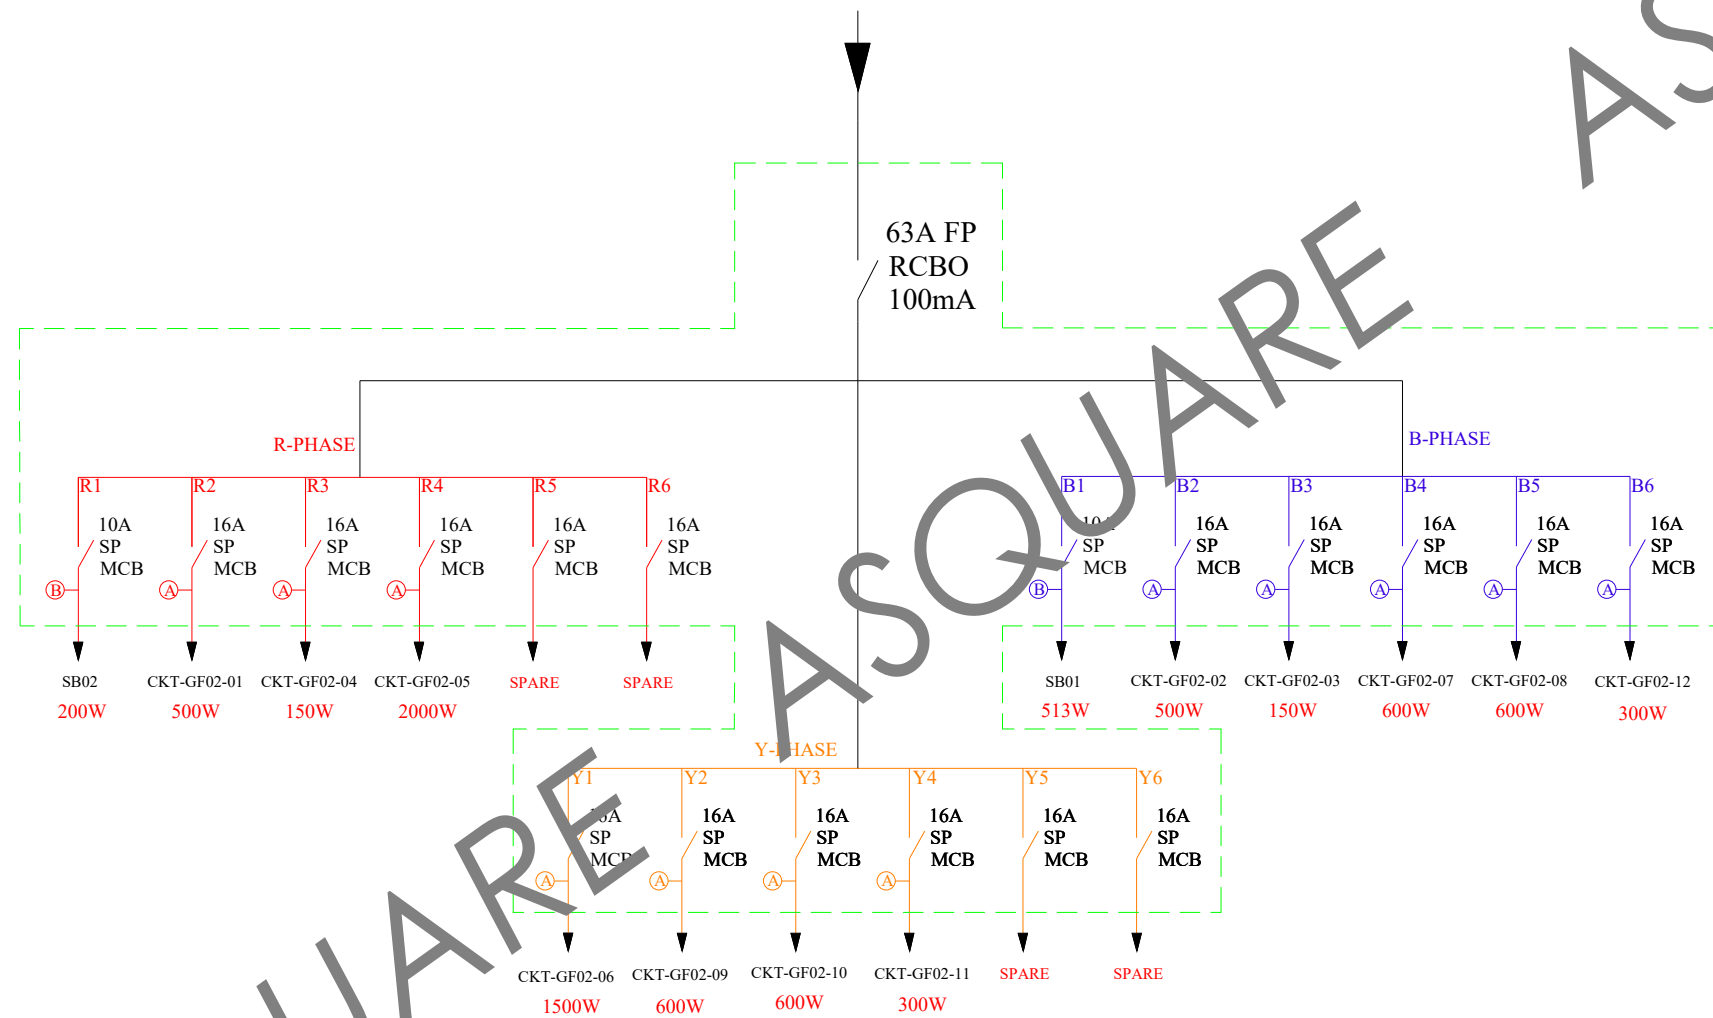 63A FP
RCBO
100mA
R-PHASE
B-PHASE
R1 R2 R3 R4 R5 R6
B1 B2 B3 B4 B5 B6
10A 16A 16A 16A 16A 16A
SP SP SP SP SP SP
MCB MCB MCB MCB MCB MCB
10A 16A 16A 16A 16A 16A
SP SP SP SP SP SP
MCB MCB MCB MCB MCB MCB
B A A A
B A A A A A
SB02 CKT-GF02-01 CKT-GF02-04 CKT-GF02-05 SPARE SPARE
200W 500W 150W 2000W
SB01 CKT-GF02-02 CKT-GF02-03 CKT-GF02-07 CKT-GF02-08 CKT-GF02-12
513W 500W 150W 600W 600W 300W
Y-PHASE
Y1 Y2 Y3 Y4 Y5 Y6
16A 16A 16A 16A 16A 16A
SP SP SP SP SP SP
MCB MCB MCB MCB MCB MCB
A A A A
CKT-GF02-06 CKT-GF02-09 CKT-GF02-10 CKT-GF02-11 SPARE SPARE
1500W 600W 600W 300W
ASQUARE
AS
UARE